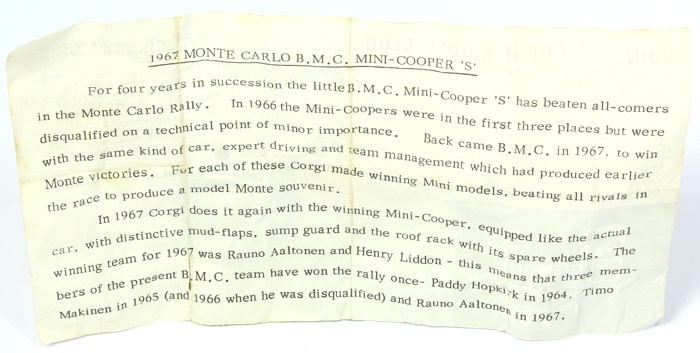 1967 MONTE CARLO B.M.C. MINI-COOPER 'S'
For four years in succession the little B.M.C. Mini-Cooper 'S' has beaten all-comers
in the Monte Carlo Rally. In 1966 the Mini-Coopers were in the first three places but were
disqualified on a technical point of minor importance. Back came B.M.C. in 1967, to win
with the same kind of car, expert driving and team management which had produced earlier
Monte victories. For each of these Corgi made winning Mini models, beating all rivals in
the race to produce a model Monte souvenir.
In 1967 Corgi does it again with the winning Mini-Cooper, equipped like the actual
car, with distinctive mud-flaps, sump guard and the roof rack with its spare wheels. The
winning team for 1967 was Rauno Aaltonen and Henry Liddon - this means that three mem-
bers of the present B.M.C. team have won the rally once- Paddy Hopkirk in 1964. Timo
Makinen in 1965 (and 1966 when he was disqualified) and Rauno Aaltonen in 1967.